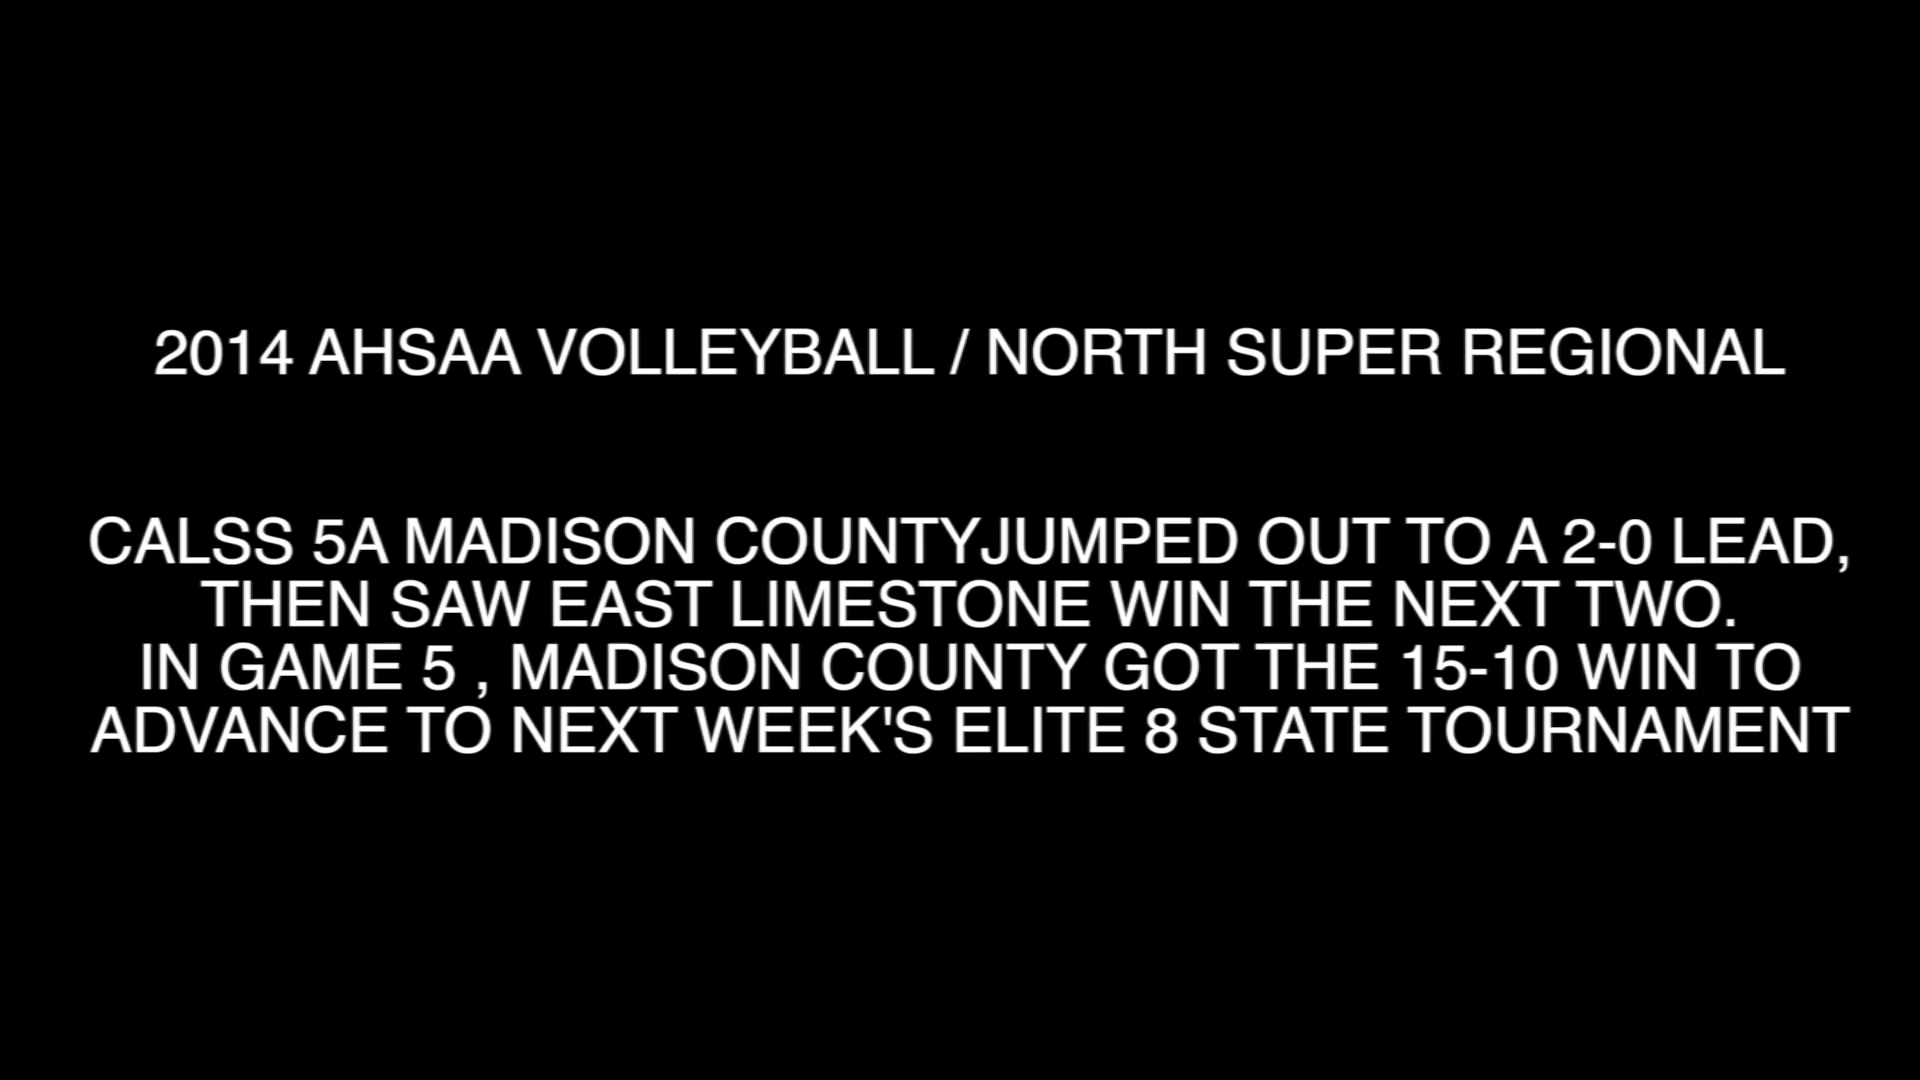 2014 AHSAA VOLLEYBALL / NORTH SUPER REGIONAL
CALSS 5A MADISON COUNTYJUMPED OUT TO A 2-0 LEAD,
THEN SAW EAST LIMESTONE WIN THE NEXT TWO.
IN GAME 5 , MADISON COUNTY GOT THE 15-10 WIN TO
ADVANCE TO NEXT WEEK'S ELITE 8 STATE TOURNAMENT